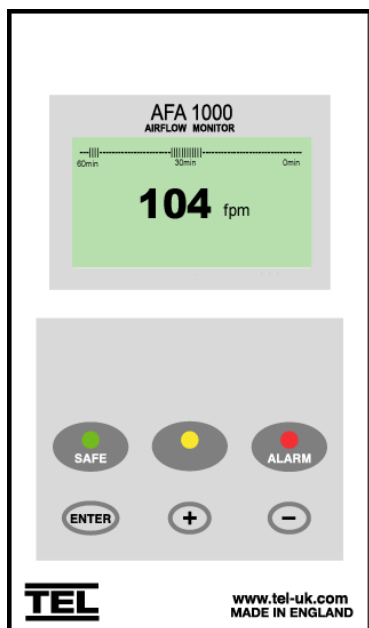 AFA 1000
AIRFLOW MONITOR
60min 30min 0min
104 fpm
SAFE ALARM
ENTER + −
TEL www.tel-uk.com
MADE IN ENGLAND